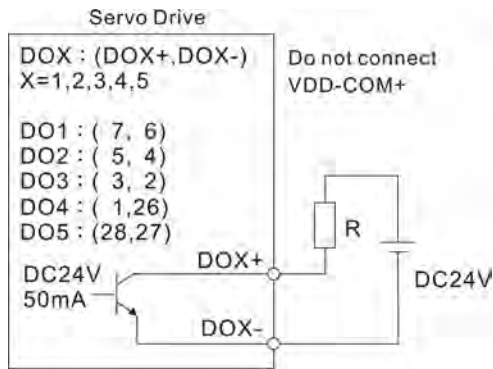 Servo Drive
DOX : (DOX+,DOX-)
X=1,2,3,4,5
Do not connect
VDD-COM+
DO1 : ( 7, 6)
DO2 : ( 5, 4)
DO3 : ( 3, 2)
DO4 : ( 1,26)
DO5 : (28,27)
R
DOX+
DC24V
50mA
DC24V
DOX-